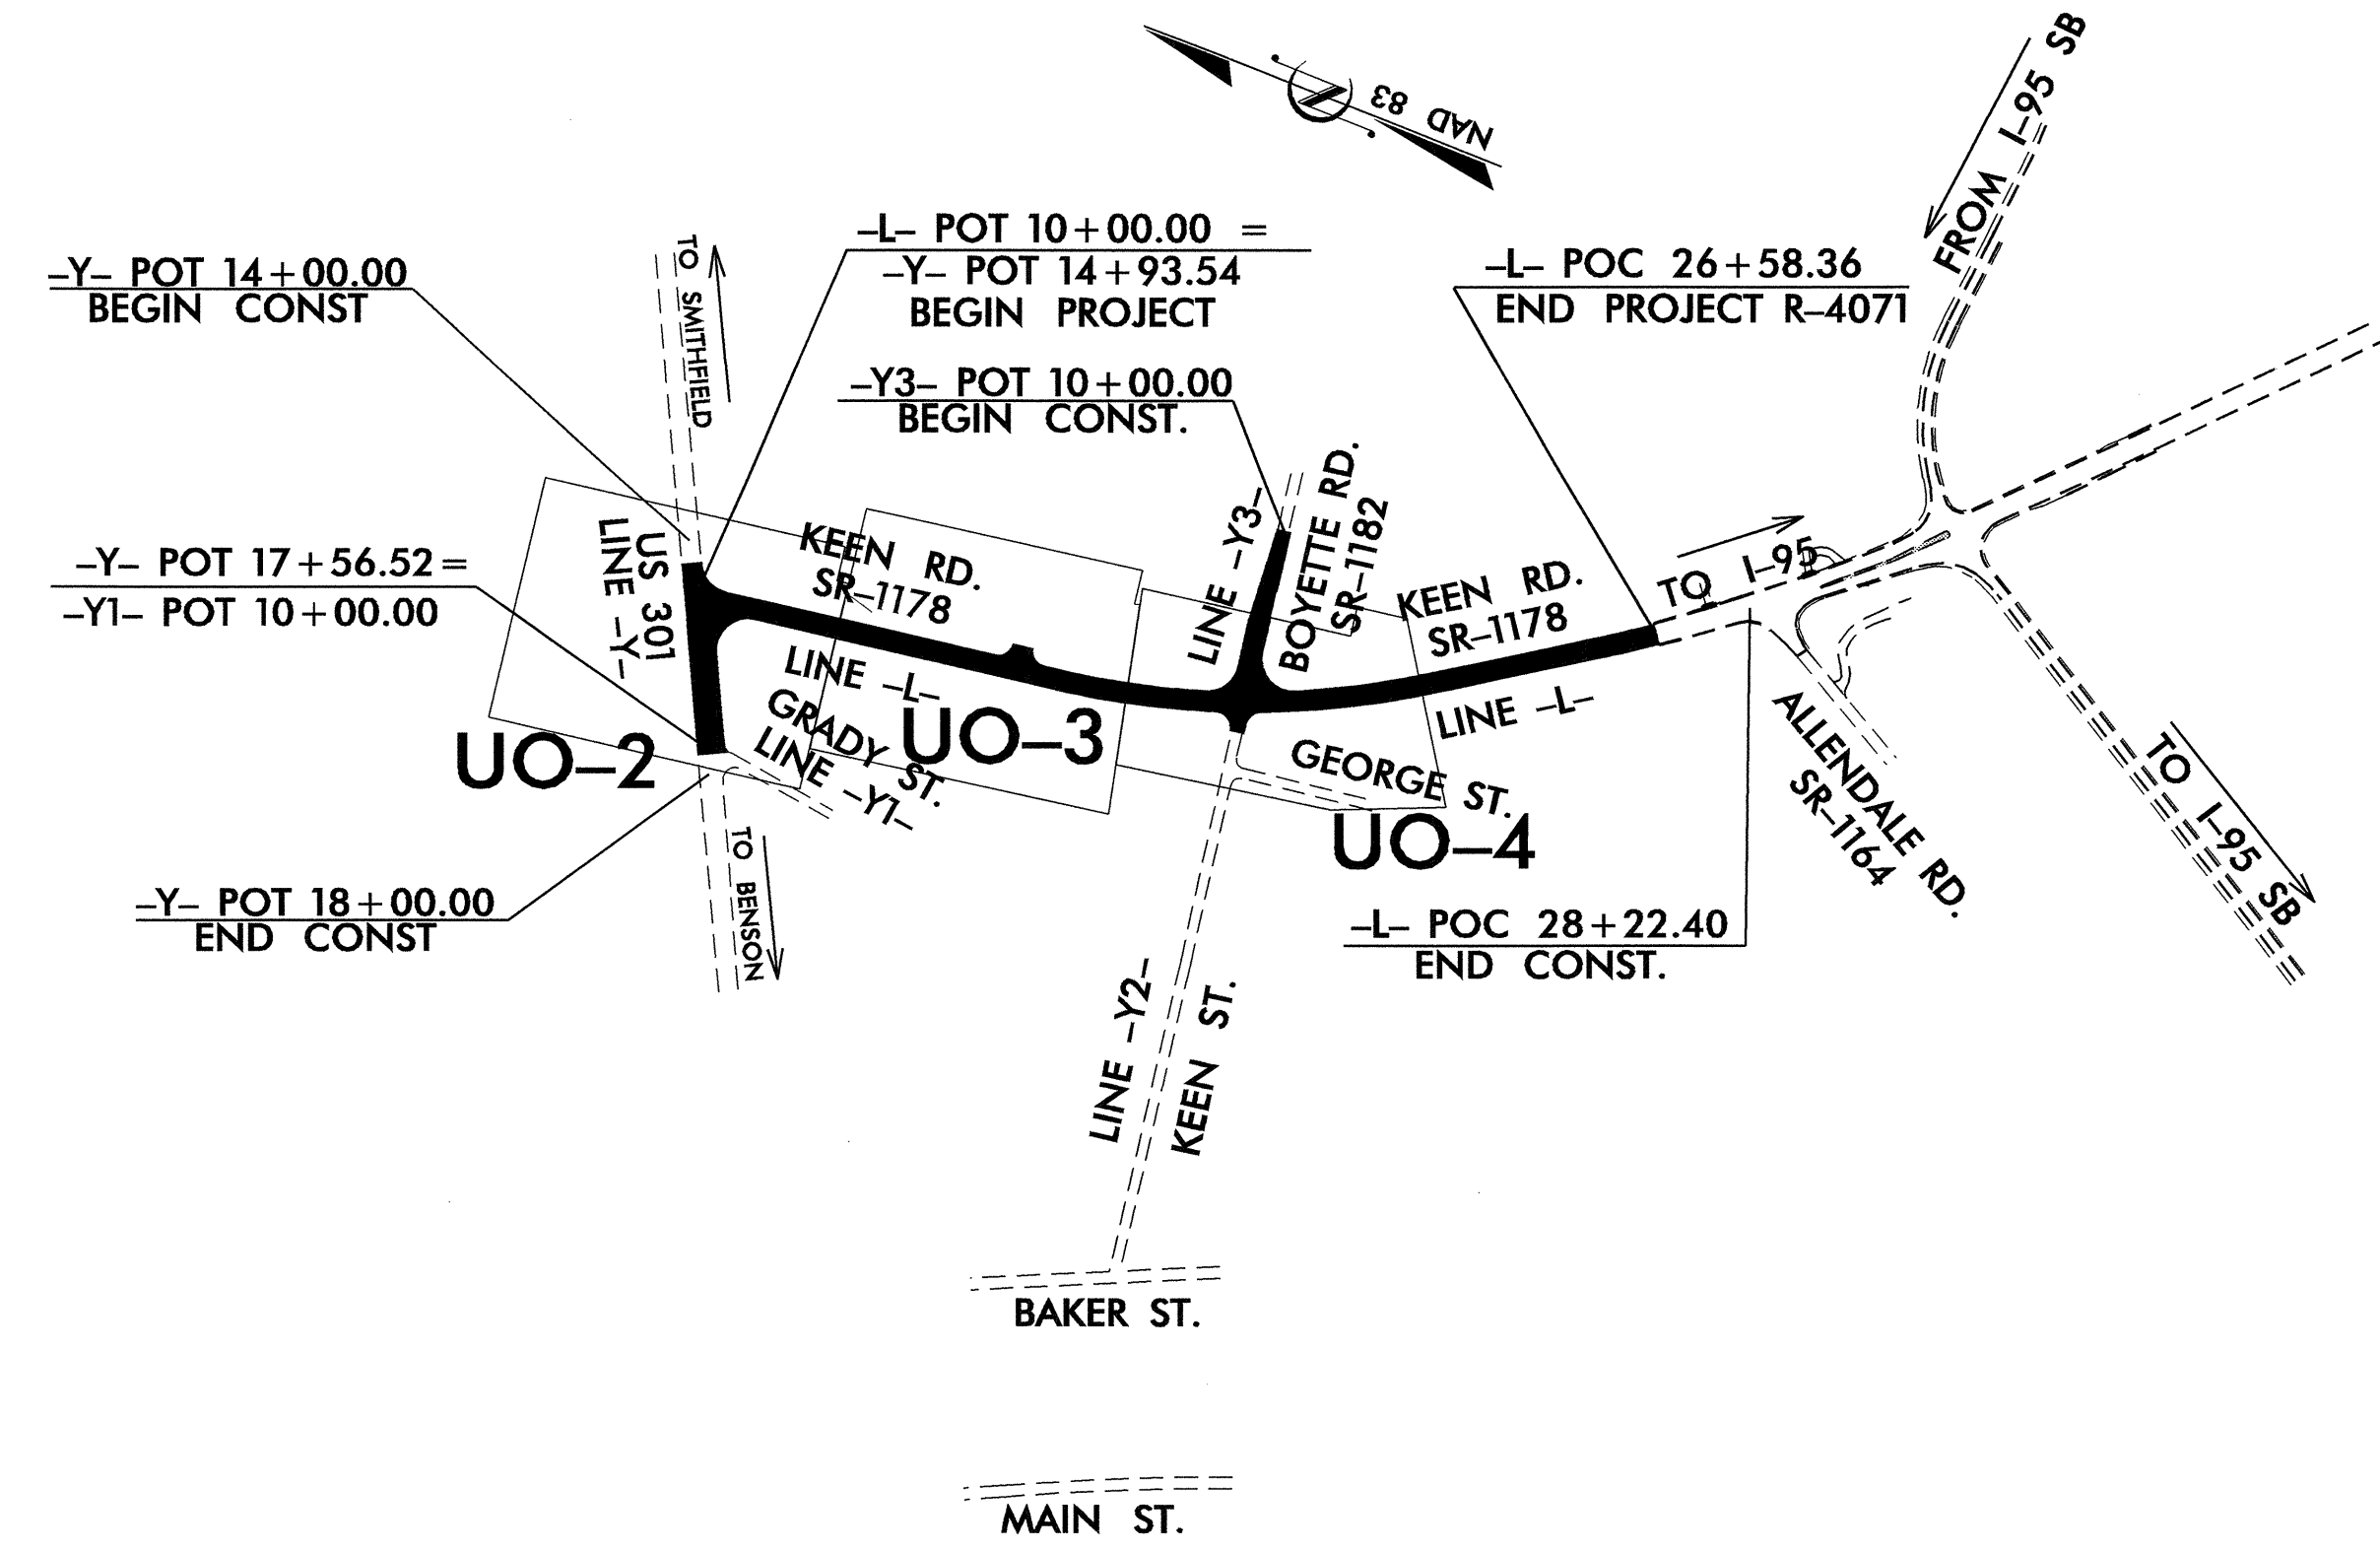 FROM I–95 SB
NAD 83
–Y– POT 14+00.00
BEGIN CONST
TO SMITHFIELD
–L– POT 10+00.00 =
–Y– POT 14+93.54
BEGIN PROJECT
–L– POC 26+58.36
END PROJECT R–4071
–Y3– POT 10+00.00
BEGIN CONST.
–Y– POT 17+56.52=
–Y1– POT 10+00.00
US 301
LINE –Y–
KEEN RD.
SR–1178
LINE –Y3–
BOYETTE RD.
SR–1182
KEEN RD.
SR–1178
TO I–95
LINE –L–
GRADY ST.
LINE –Y1–
UO–2
UO–3
LINE –L–
GEORGE ST.
UO–4
ALLENDALE RD.
SR–1164
TO I–95 SB
–Y– POT 18+00.00
END CONST
TO BENSON
–L– POC 28+22.40
END CONST.
LINE –Y2–
KEEN ST.
BAKER ST.
MAIN ST.